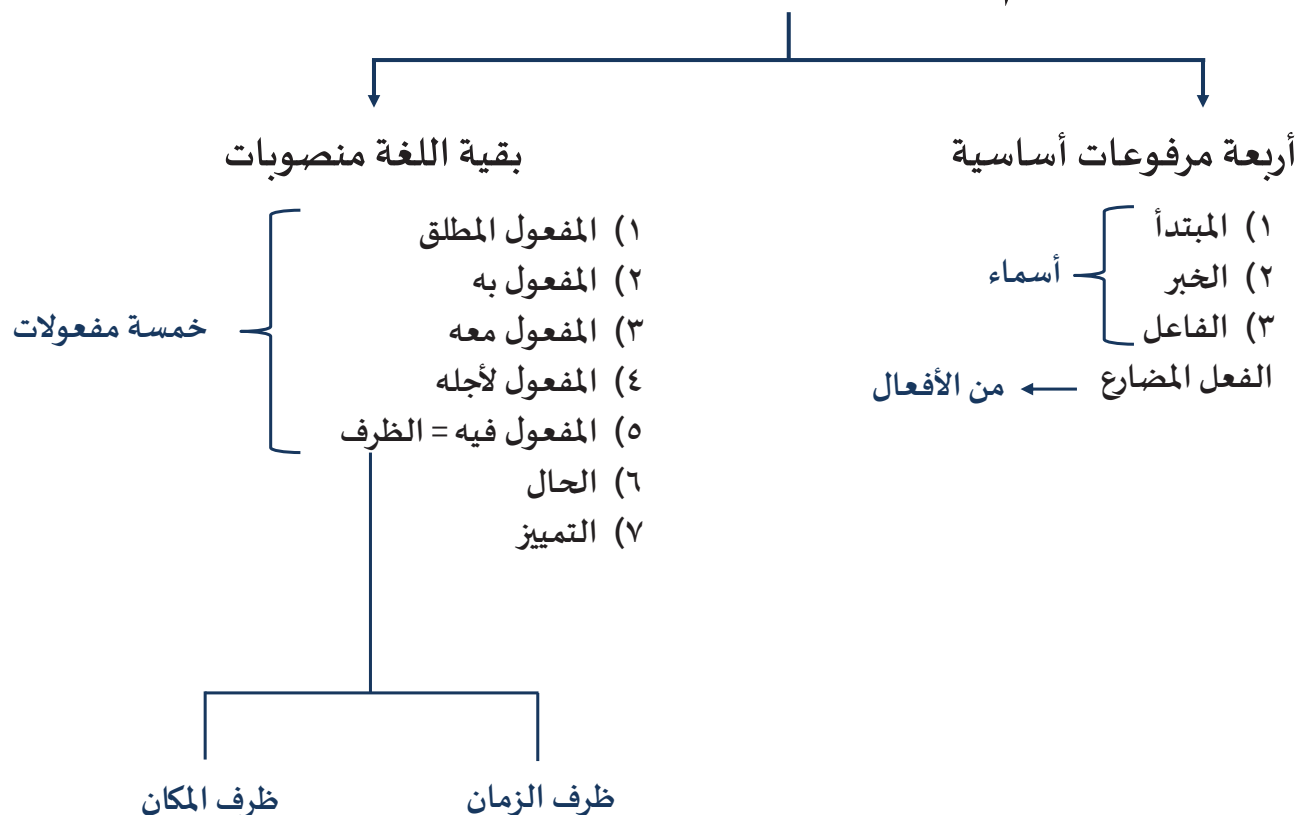 أربعة مرفوعات أساسية
١) المبتدأ
٢) الخبر
٣) الفاعل
أسماء
الفعل المضارع
من الأفعال
بقية اللغة منصوبات
١) المفعول المطلق
٢) المفعول به
٣) المفعول معه
٤) المفعول لأجله
٥) المفعول فيه = الظرف
٦) الحال
٧) التمييز
خمسة مفعولات
ظرف الزمان
ظرف المكان